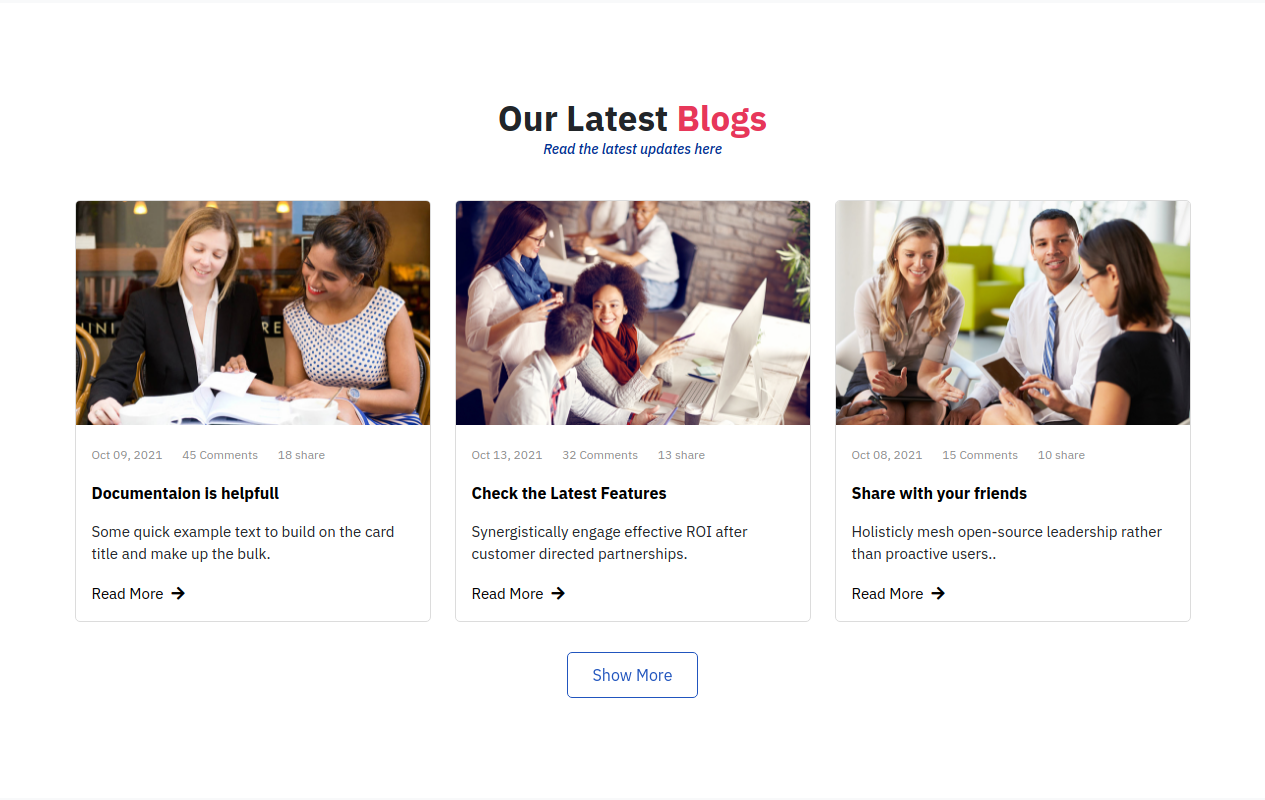 Our Latest Blogs
Read the latest updates here
Oct 09, 2021 45 Comments 18 share
Documentaion is helpfull
Some quick example text to build on the card
title and make up the bulk.
Read More
Oct 13, 2021 32 Comments 13 share
Check the Latest Features
Synergistically engage effective ROI after
customer directed partnerships.
Read More
Oct 08, 2021 15 Comments 10 share
Share with your friends
Holisticly mesh open-source leadership rather
than proactive users..
Read More
Show More